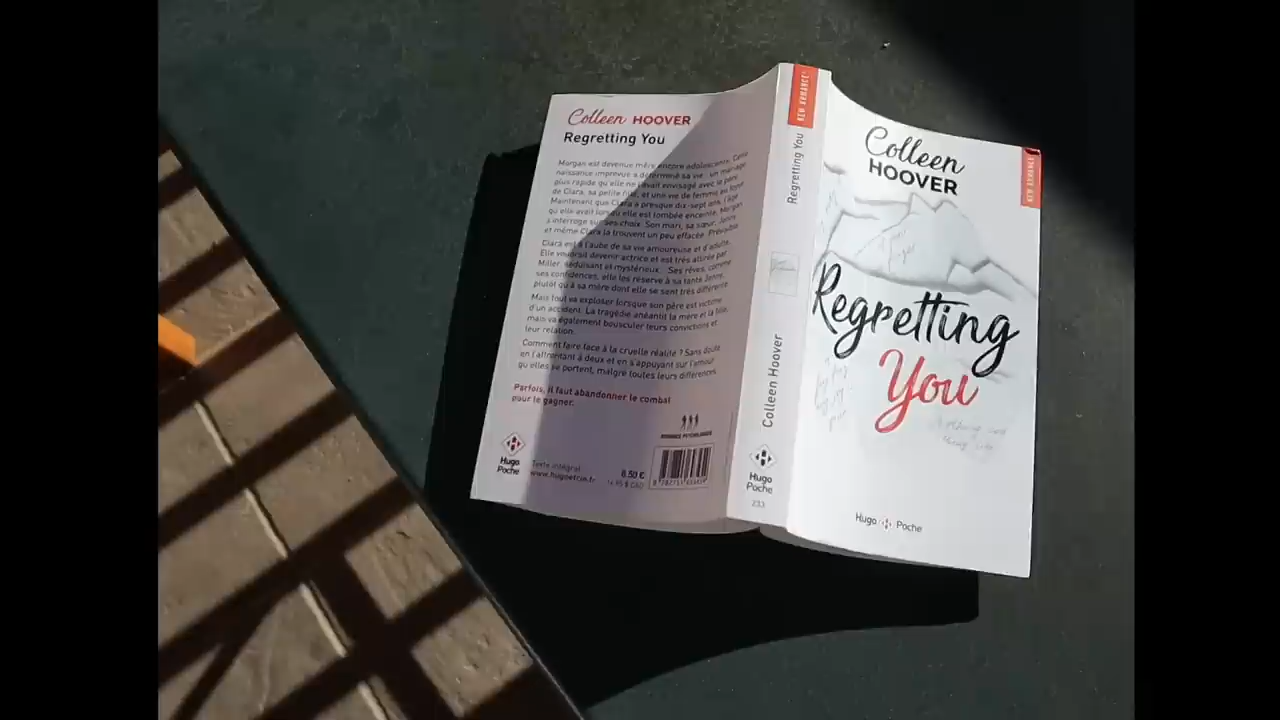 Colleen HOOVER
Regretting You
Morgan est devenue mère encore adolescente. Cette
naissance imprévue a déterminé sa vie : un mariage
plus rapide qu'elle ne l'avait envisagé avec le père
de Clara, sa petite fille, et une vie de femme au foyer.
Maintenant que Clara a presque dix-sept ans, l'âge
qu'elle avait lorsqu'elle est tombée enceinte, Morgan
s'interroge sur ses choix. Son mari, sa sœur, Jenny,
et même Clara la trouvent un peu effacée. Prévisible.
Clara est à l'aube de sa vie amoureuse et d'adulte.
Elle voudrait devenir actrice et est très attirée par
Miller, séduisant et mystérieux. Ses rêves, comme
ses confidences, elle les réserve à sa tante Jenny,
plutôt qu'à sa mère dont elle se sent très différente.
Mais tout va exploser lorsque son père est victime
d'un accident. La tragédie anéantit la mère et la fille,
mais va également bousculer leurs convictions et
leur relation.
Comment faire face à la cruelle réalité ? Sans doute
en l'affrontant à deux et en s'appuyant sur l'amour
qu'elles se portent, malgré toutes leurs différences.
Parfois, il faut abandonner le combat
pour le gagner.
ROMANCE PSYCHOLOGIQUE
Hugo
Poche
Texte intégral
www.hugoetcie.fr
8.50 €
NEW ROMANCE
Regretting You
Colleen Hoover
Hugo
Poche
233
Colleen
HOOVER
NEW ROMANCE
Regretting
You
Hugo Poche